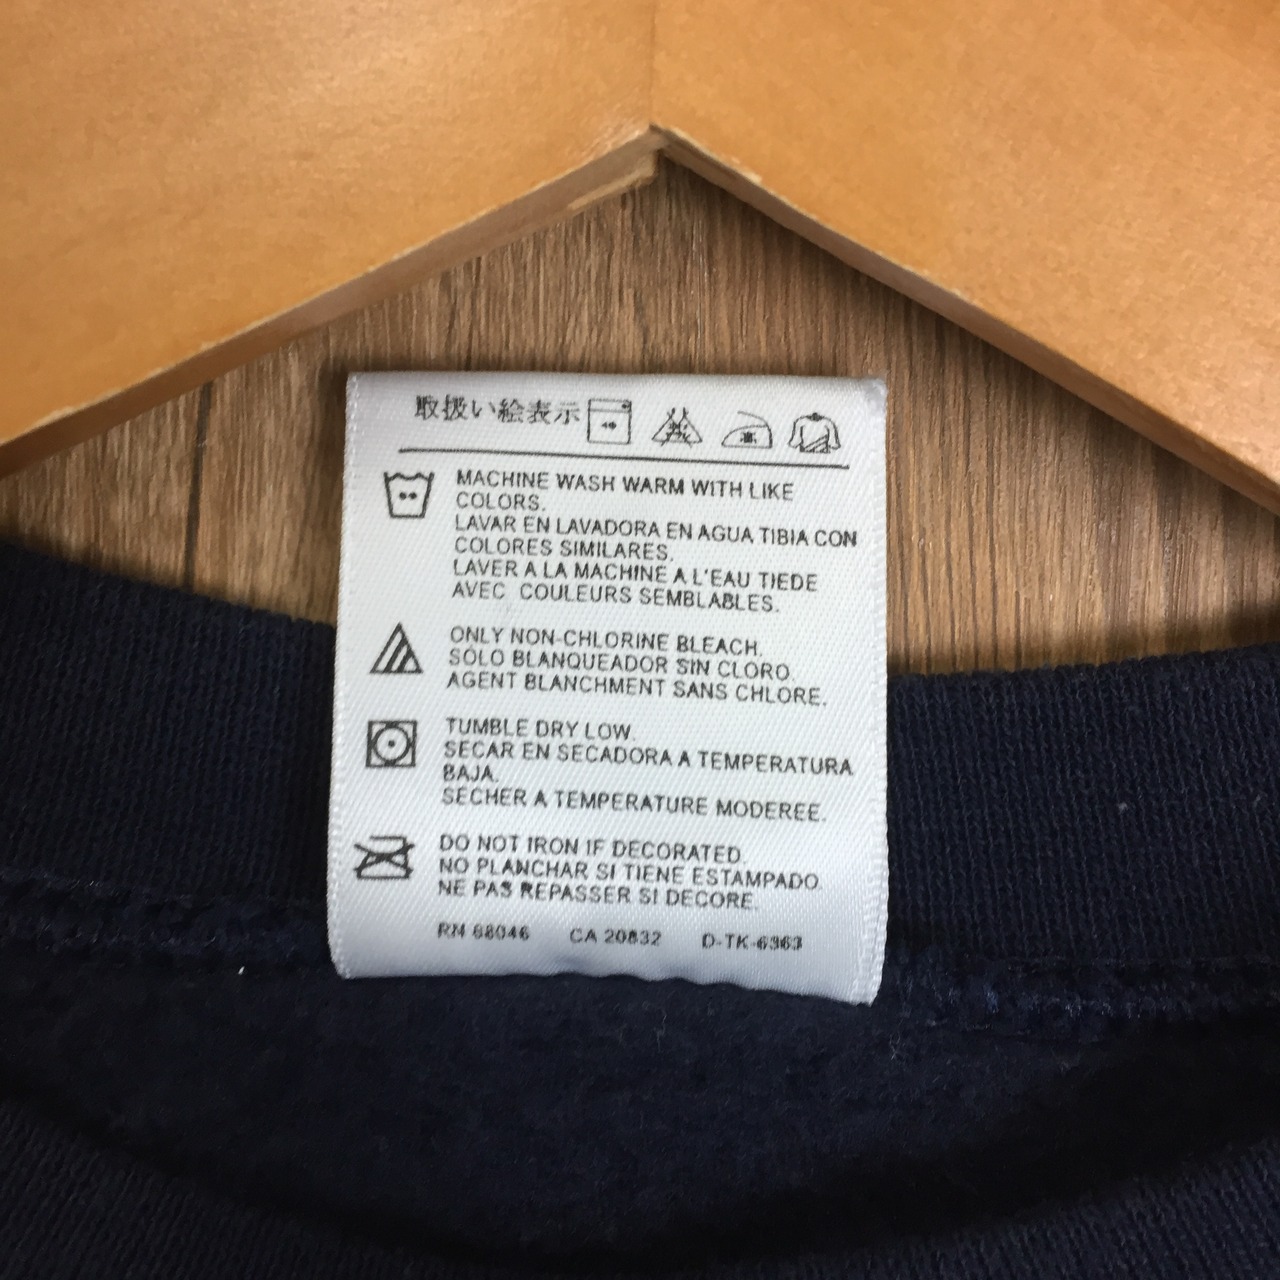 取扱い絵表示
MACHINE WASH WARM WITH LIKE
COLORS.
LAVAR EN LAVADORA EN AGUA TIBIA CON
COLORES SIMILARES.
LAVER A LA MACHINE A L'EAU TIEDE
AVEC COULEURS SEMBLABLES.
ONLY NON-CHLORINE BLEACH.
SOLO BLANQUEADOR SIN CLORO.
AGENT BLANCHMENT SANS CHLORE.
TUMBLE DRY LOW.
SECAR EN SECADORA A TEMPERATURA
BAJA.
SECHER A TEMPERATURE MODEREE.
DO NOT IRON IF DECORATED.
NO PLANCHAR SI TIENE ESTAMPADO.
NE PAS REPASSER SI DECORE.
RN 68046 CA 20832 D-TK-6363